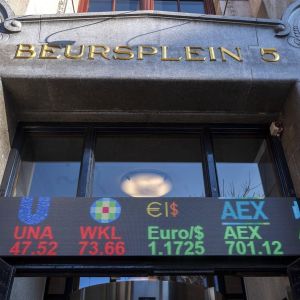 BEURSPLEIN 5
€|$ AEX
UNA WKL Euro/$ AEX
47.52 73.66 1.1725 701.12